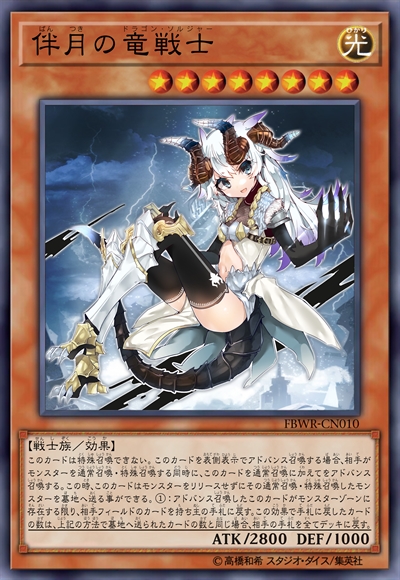 ばん つき ドラゴン・ソルジャー
伴月の竜戦士
ひかり
光
FBWR-CN010
【戦士族／効果】
このカードは特殊召喚できない。このカードを表側表示でアドバンス召喚する場合、相手が
モンスターを通常召喚・特殊召喚する同時に、このカードを通常召喚に加えてをアドバン
ス召喚する。この時、このカードはモンスターをリリースせずにその通常召喚・特殊召喚したモ
ンスターを墓地へ送る事ができる。①：アドバンス召喚したこのカードがモンスターゾーンに
存在する限り、相手フィールドのカードを持ち主の手札に戻す。この効果で手札に戻したカード
の数は、上記の方法で墓地へ送られたカードの数と同じ場合、相手の手札を全てデッキに戻す。
ATK/2800 DEF/1000
©高橋和希 スタジオ・ダイス/集英社